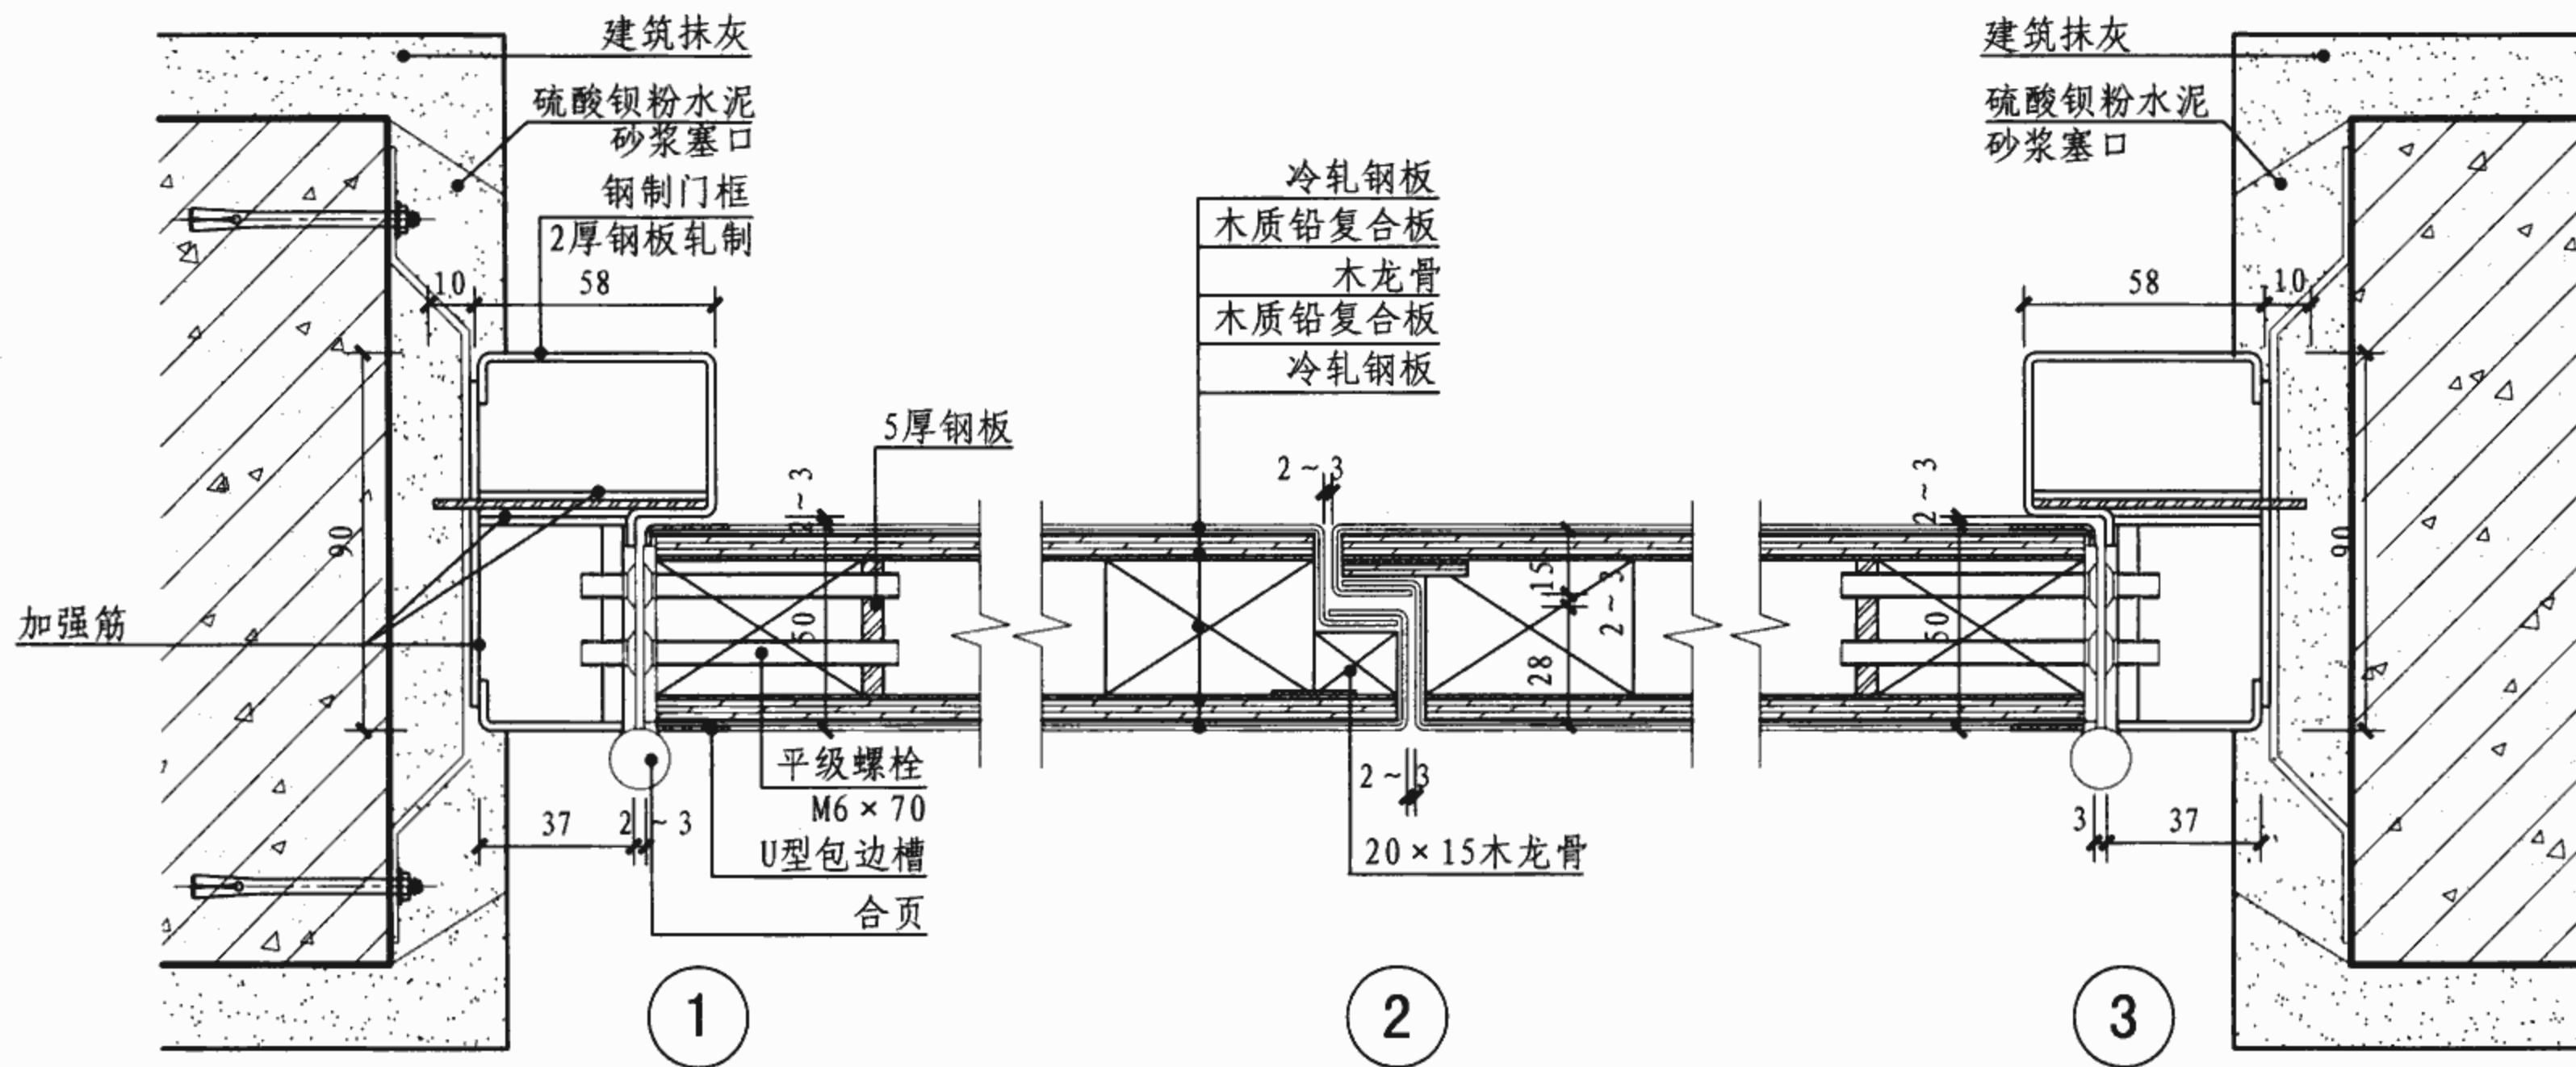 建筑抹灰
硫酸钡粉水泥
砂浆塞口
钢制门框
2厚钢板轧制
10
58
90
加强筋
5厚钢板
2~3
50
平级螺栓
M6×70
U型包边槽
合页
37
2~3
①
冷轧钢板
木质铅复合板
木龙骨
木质铅复合板
冷轧钢板
2~3
15
2~3
28
2~3
20×15木龙骨
②
建筑抹灰
硫酸钡粉水泥
砂浆塞口
58
10
2~3
50
90
3
37
③